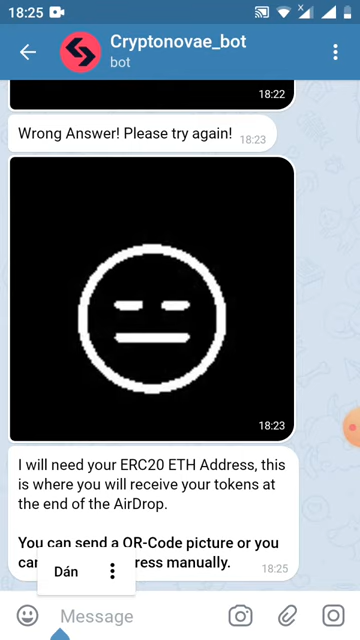 18:25
Cryptonovae_bot
bot
18:22
Wrong Answer! Please try again! 18:23
18:23
I will need your ERC20 ETH Address, this
is where you will receive your tokens at
the end of the AirDrop.
You can send a QR-Code picture or you
manually. 18:25
Dán
Message